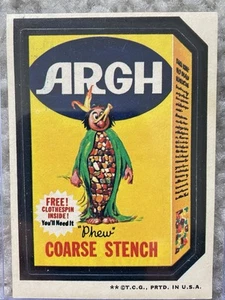 ARGH
FREE!
CLOTHESPIN
INSIDE!
You'll Need It
"Phew"
COARSE STENCH
**©T.C.G., PRTD. IN U.S.A.